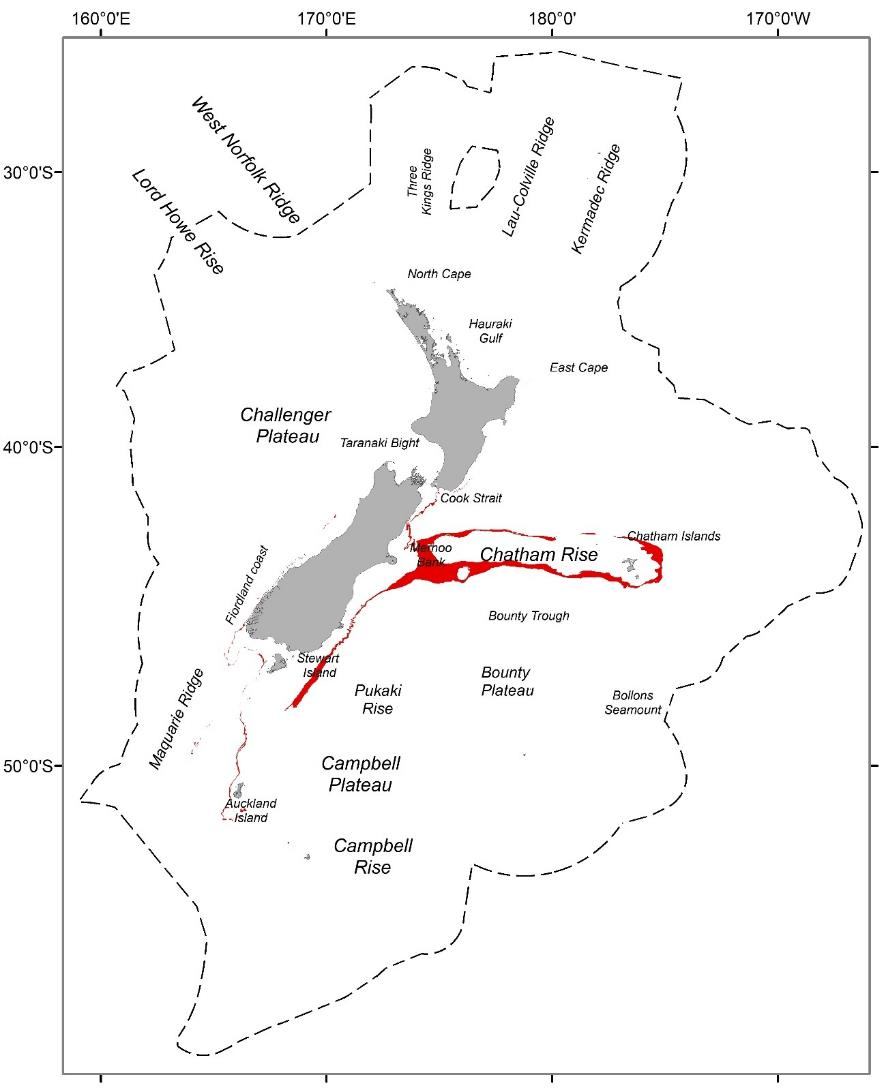 160°0'E
170°0'E
180°0'
170°0'W
30°0'S
40°0'S
50°0'S
West Norfolk Ridge
Lord Howe Rise
Three
Kings Ridge
Lau-Colville Ridge
Kermadec Ridge
North Cape
Hauraki
Gulf
East Cape
Challenger
Plateau
Taranaki Bight
Cook Strait
Mernoo
Bank
Chatham Rise
Chatham Islands
Fiordland coast
Bounty Trough
Stewart
Island
Pukaki
Rise
Bounty
Plateau
Bollons
Seamount
Maquarie Ridge
Campbell
Plateau
Auckland
Island
Campbell
Rise